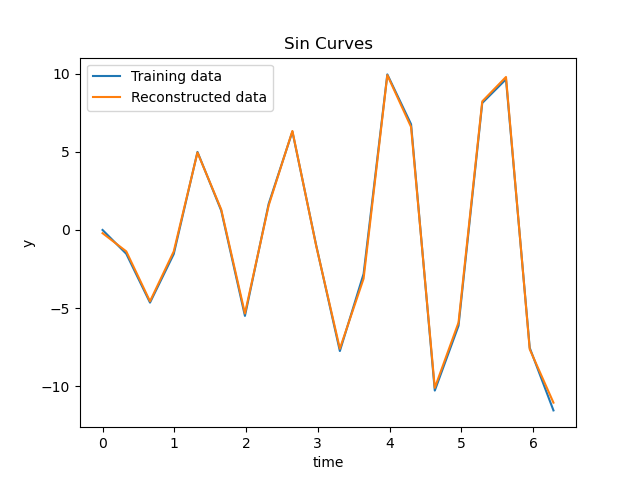 Sin Curves
Training data
Reconstructed data
10
5
0
−5
−10
y
0 1 2 3 4 5 6
time